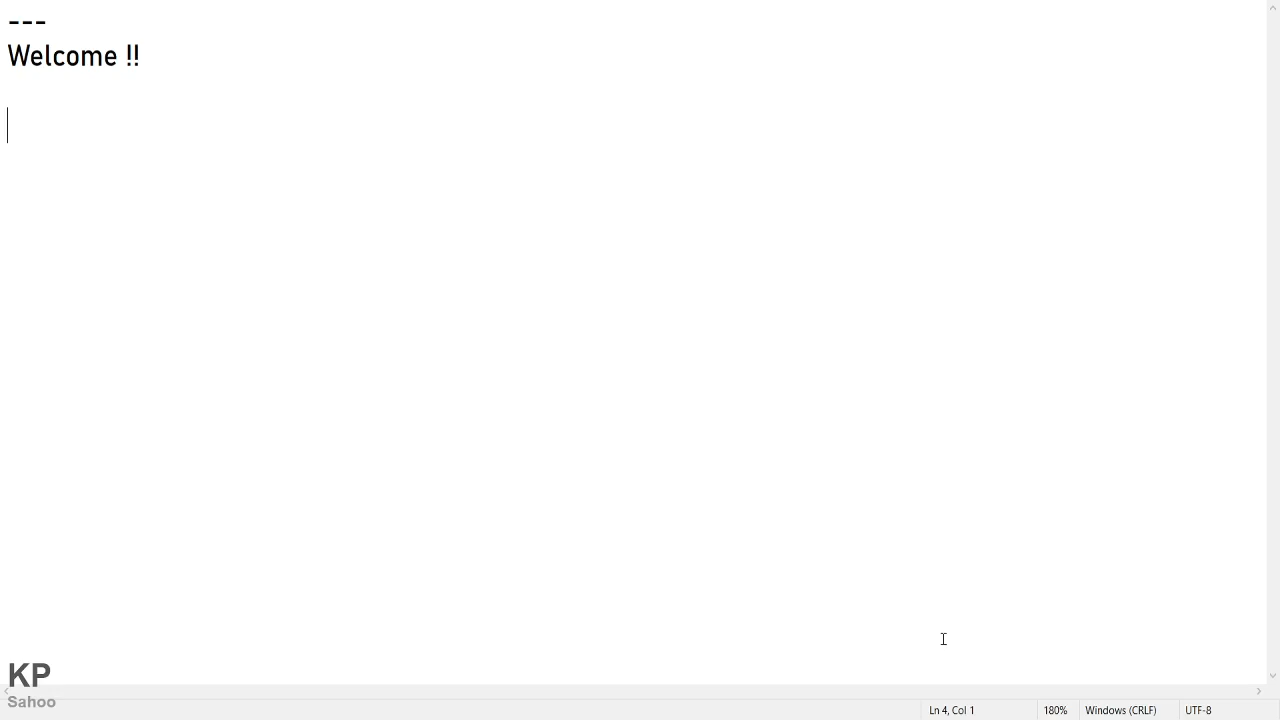 ---
Welcome !!
KP
Sahoo
Ln 4, Col 1
180%
Windows (CRLF)
UTF-8